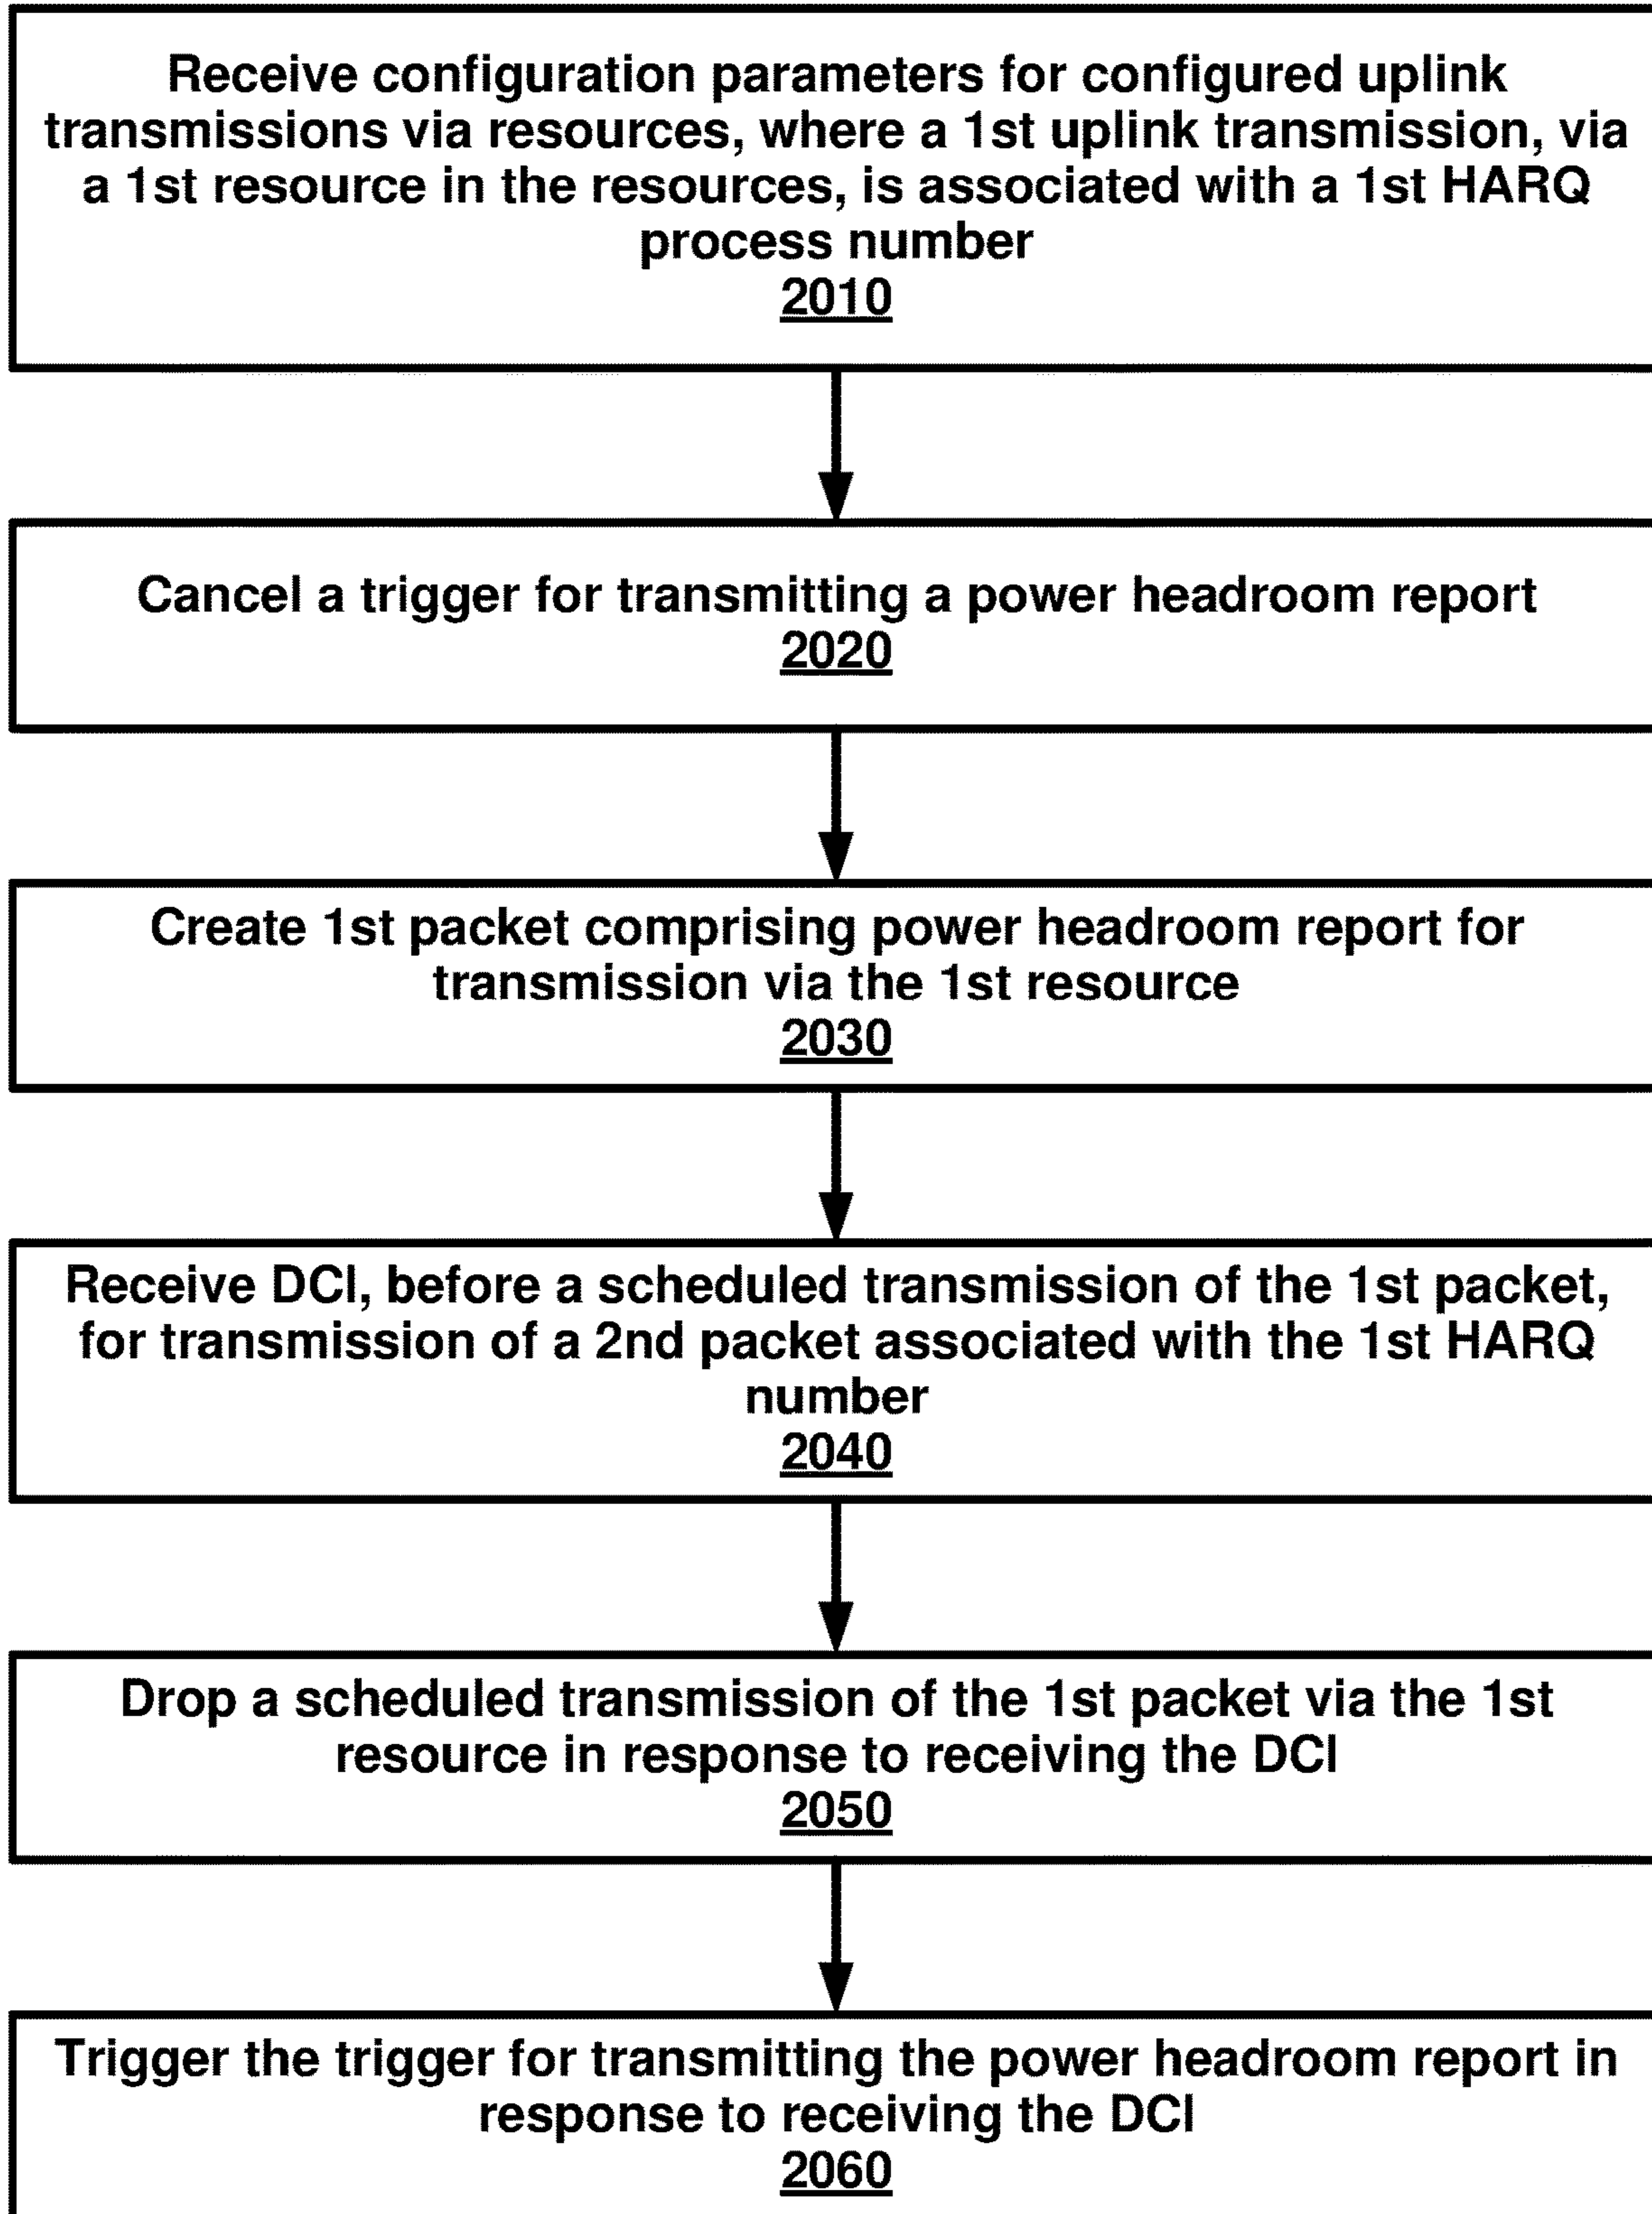 Receive configuration parameters for configured uplink
transmissions via resources, where a 1st uplink transmission, via
a 1st resource in the resources, is associated with a 1st HARQ
process number
2010
Cancel a trigger for transmitting a power headroom report
2020
Create 1st packet comprising power headroom report for
transmission via the 1st resource
2030
Receive DCI, before a scheduled transmission of the 1st packet,
for transmission of a 2nd packet associated with the 1st HARQ
number
2040
Drop a scheduled transmission of the 1st packet via the 1st
resource in response to receiving the DCI
2050
Trigger the trigger for transmitting the power headroom report in
response to receiving the DCI
2060